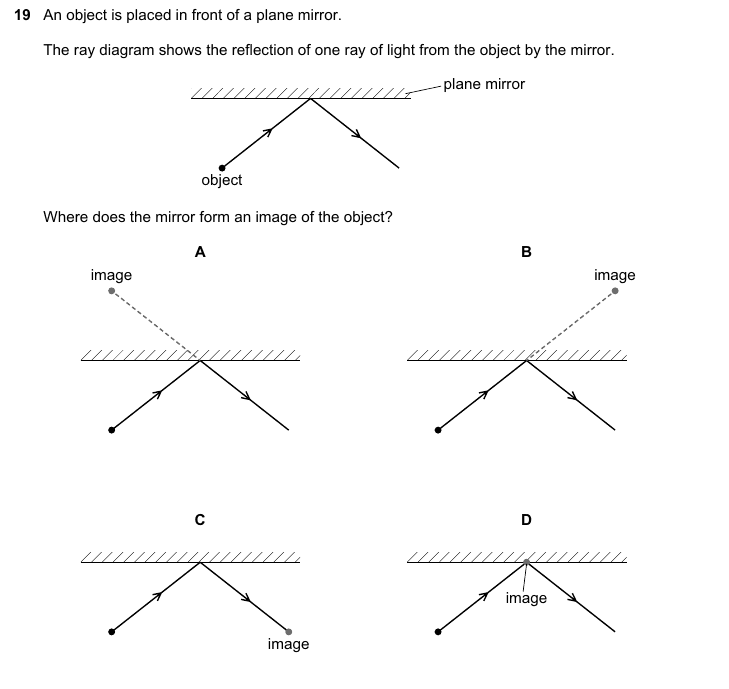 19 An object is placed in front of a plane mirror.
The ray diagram shows the reflection of one ray of light from the object by the mirror.
plane mirror
object
Where does the mirror form an image of the object?
A
B
image
image
C
D
image
image